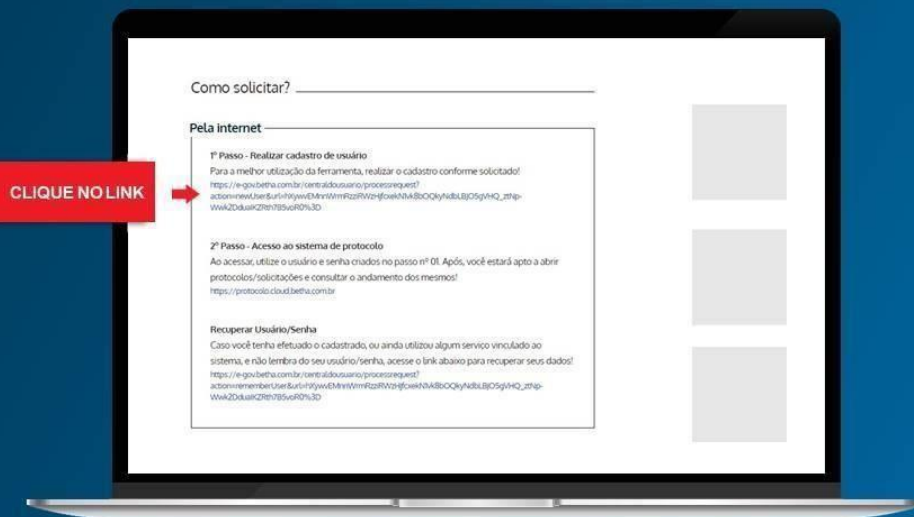 Como solicitar?
Pela internet
1º Passo - Realizar cadastro de usuário
Para a melhor utilização da ferramenta, realizar o cadastro conforme solicitado!
https://e-gov.betha.com.br/centraldousuario/processrequest?
CLIQUE NO LINK
2º Passo - Acesso ao sistema de protocolo
Ao acessar, utilize o usuário e senha criados no passo nº 01. Após, você estará apto a abrir
protocolos/solicitações e consultar o andamento dos mesmos!
https://protocolo.cloud.betha.com.br
Recuperar Usuário/Senha
Caso você tenha efetuado o cadastrado, ou ainda utilizou algum serviço vinculado ao
sistema, e não lembra do seu usuário/senha, acesse o link abaixo para recuperar seus dados!
https://e-gov.betha.com.br/centraldousuario/processrequest?